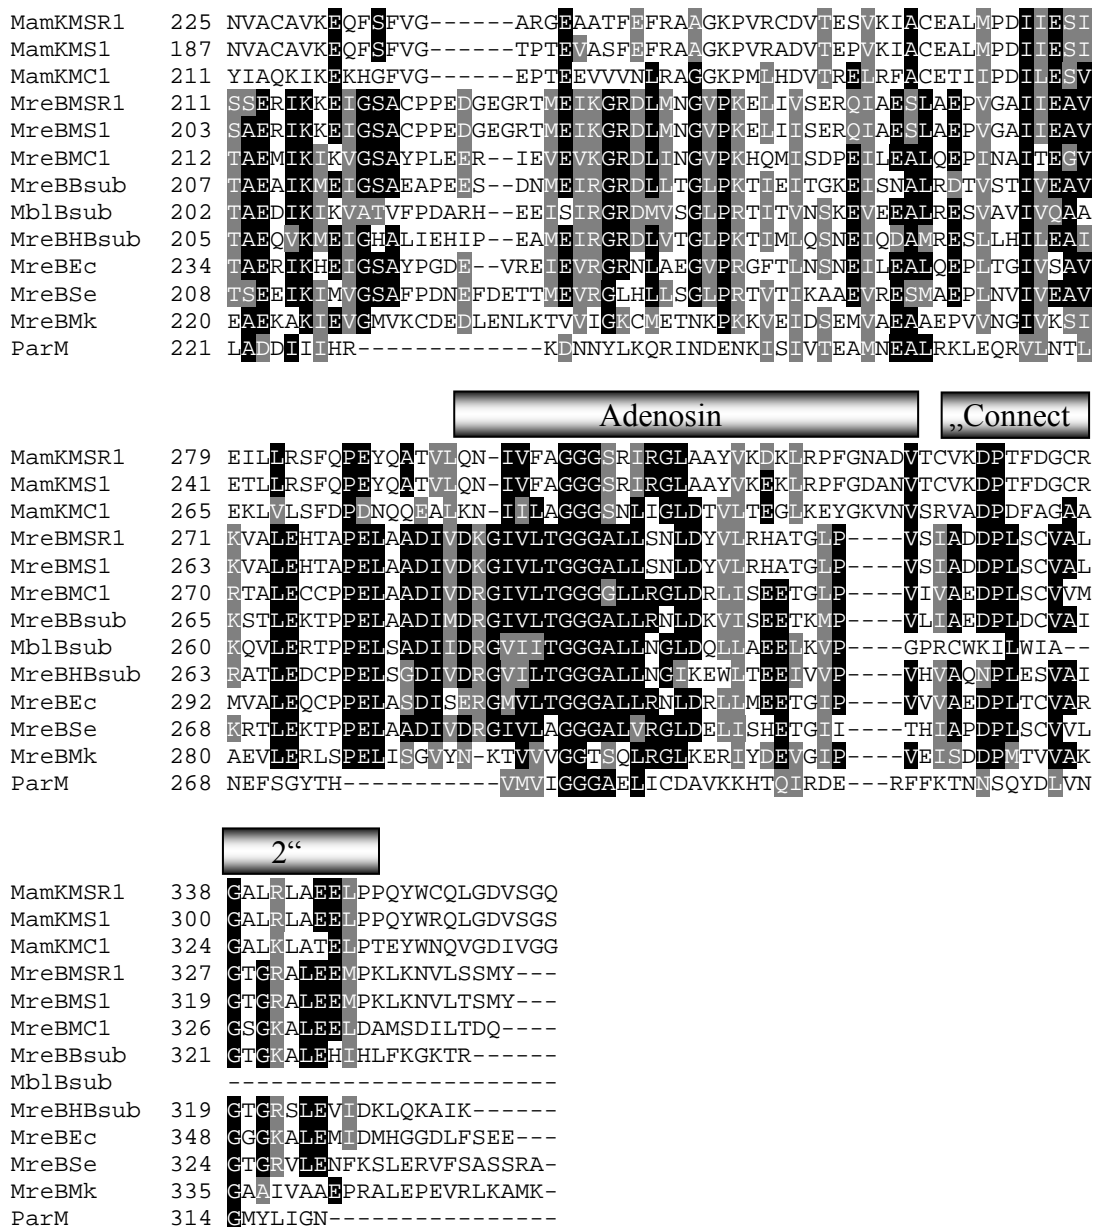 MamKMSR1 225 NVACAVKEQFSFVG------ARGEAATFEFRAAGKPVRCDVTESVKIACEALMPDIIESI
MamKMS1 187 NVACAVKEQFSFVG------TPTEVASFEFRAAGKPVRADVTEPVKIACEALMPDIIESI
MamKMC1 211 YIAQKIKEKHGFVG------EPTEEVVVNLRAGGKPMLHDVTRELRFACETIIPDILESV
MreBMSR1 211 SSERIKKEIGSACPPEDGEGRTMEIKGRDLMNGVPKELIVSERQIAESLAEPVGAIIEAV
MreBMS1 203 SAERIKKEIGSACPPEDGEGRTMEIKGRDLMNGVPKELIISERQIAESLAEPVGAIIEAV
MreBMC1 212 TAEMIKIKVGSAYPLEER--IEVEVKGRDLINGVPKHQMISDPEILEALQEPINAITEGV
MreBBsub 207 TAEAIKMEIGSAEAPEES--DNMEIRGRDLLTGLPKTIEITGKEISNALRDTVSTIVEAV
MblBsub 202 TAEDIKIKVATVFPDARH--EEISIRGRDMVSGLPRTITVNSKEVEEALRESVAVIVQAA
MreBHBsub 205 TAEQVKMEIGHALIEHIP--EAMEIRGRDLVTGLPKTIMLQSNEIQDAMRESLLHILEAI
MreBEc 234 TAERIKHEIGSAYPGDE--VREIEVRGRNLAEGVPRGFTLNSNEILEALQEPLTGIVSAV
MreBSe 208 TSEEIKIMVGSAFPDNEFDETTMEVRGLHLLSGLPRTVTIKAAEVRESMAEPLNVIVEAV
MreBMk 220 EAEKAKIEVGMVKCDEDLENLKTVVIGKCMETNKPKKVEIDSEMVAEAAEPVVNGIVKSI
ParM 221 LADDIIIHR------------KDNNYLKQRINDENKISIVTEAMNEALRKLEQRVLNTL
Adenosin „Connect
MamKMSR1 279 EILLRSFQPEYQATVLQN-IVFAGGGSRIRGLAAYVKDKLRPFGNADVTCVKDPTFDGCR
MamKMS1 241 ETLLRSFQPEYQATVLQN-IVFAGGGSRIRGLAAYVKEKLRPFGDANVTCVKDPTFDGCR
MamKMC1 265 EKLVLSFDPDNQQEALKN-IILAGGGSNLIGLDTVLTEGLKEYGKVNVSRVADPDFAGAA
MreBMSR1 271 KVALEHTAPELAADIVDKGIVLTGGGALLSNLDYVLRHATGLP----VSIADDPLSCVAL
MreBMS1 263 KVALEHTAPELAADIVDKGIVLTGGGALLSNLDYVLRHATGLP----VSIADDPLSCVAL
MreBMC1 270 RTALECCPPELAADIVDRGIVLTGGGGLLRGLDRLISEETGLP----VIVAEDPLSCVVM
MreBBsub 265 KSTLEKTPPELAADIMDRGIVLTGGGALLRNLDKVISEETKMP----VLIAEDPLDCVAI
MblBsub 260 KQVLERTPPELSADIIDRGVIITGGGALLNGLDQLLAEELKVP----GPRCWKILWIA--
MreBHBsub 263 RATLEDCPPELSGDIVDRGVILTGGGALLNGIKEWLTEEIVVP----VHVAQNPLESVAI
MreBEc 292 MVALEQCPPELASDISERGMVLTGGGALLRNLDRLLMEETGIP----VVVAEDPLTCVAR
MreBSe 268 KRTLEKTPPELAADIVDRGIVLAGGGALVRGLDELISHETGII----THIAPDPLSCVVL
MreBMk 280 AEVLERLSPELISGVYN-KTVVVGGTSQLRGLKERIYDEVGIP----VEISDDPMTVVAK
ParM 268 NEFSGYTH-----------VMVIGGGAELICDAVKKHTQIRDE---RFFKTNNSQYDLVN
2“
MamKMSR1 338 GALRLAEELPPQYWCQLGDVSGQ
MamKMS1 300 GALRLAEELPPQYWRQLGDVSGS
MamKMC1 324 GALKLATELPTEYWNQVGDIVGG
MreBMSR1 327 GTGRALEEMPKLKNVLSSMY---
MreBMS1 319 GTGRALEEMPKLKNVLTSMY---
MreBMC1 326 GSGKALEELDAMSDILTDQ----
MreBBsub 321 GTGKALEHIHLFKGKTR------
MblBsub -----------------------
MreBHBsub 319 GTGRSLEVIDKLQKAIK------
MreBEc 348 GGGKALEMIDMHGGDLFSEE---
MreBSe 324 GTGRVLENFKSLERVFSASSRA-
MreBMk 335 GAAIVAAEPRALEPEVRLKAMK-
ParM 314 GMYLIGN----------------